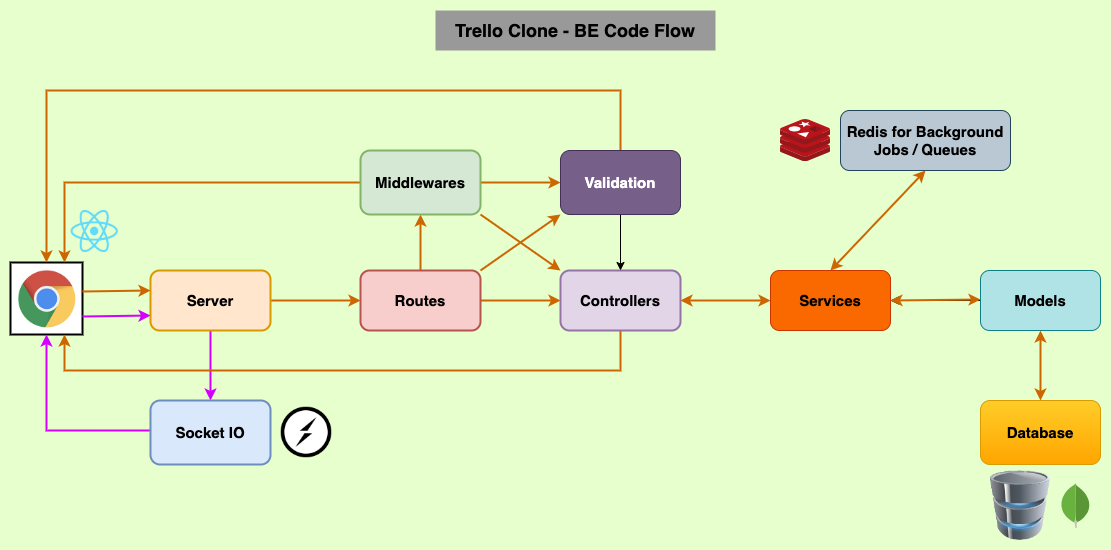 Trello Clone - BE Code Flow
Redis for Background
Jobs / Queues
Middlewares
Validation
Server
Routes
Controllers
Services
Models
Socket IO
Database